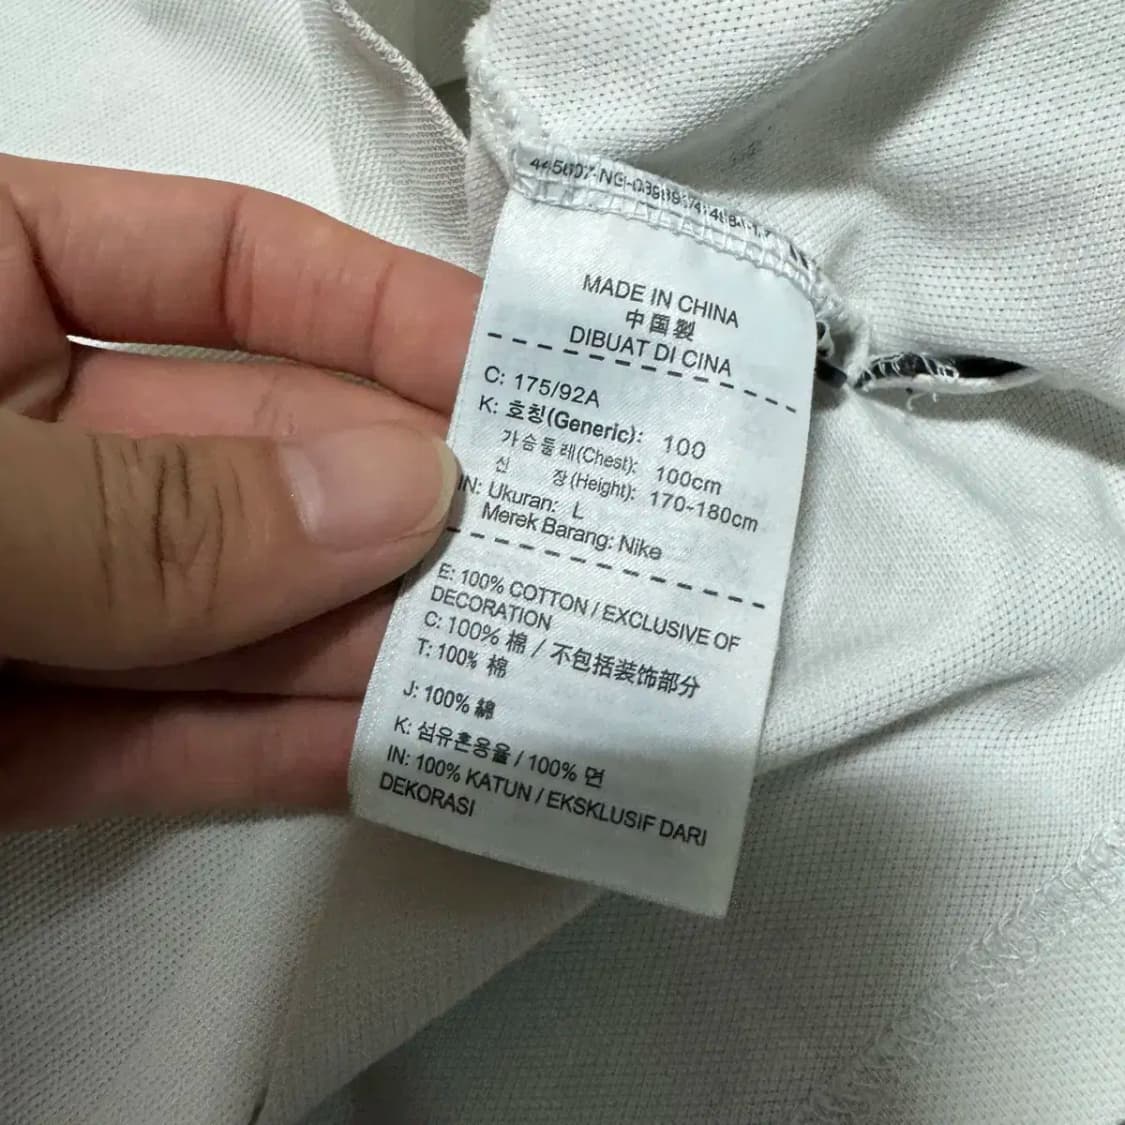 MADE IN CHINA
中国製
DIBUAT DI CINA
C: 175/92A
K: 호칭(Generic): 100
가슴둘레(Chest): 100cm
신 장(Height): 170-180cm
IN: Ukuran: L
Merek Barang: Nike
E: 100% COTTON / EXCLUSIVE OF
DECORATION
C: 100% 棉 / 不包括装饰部分
T: 100% 棉
J: 100% 綿
K: 섬유혼용율 / 100% 면
IN: 100% KATUN / EKSKLUSIF DARI
DEKORASI